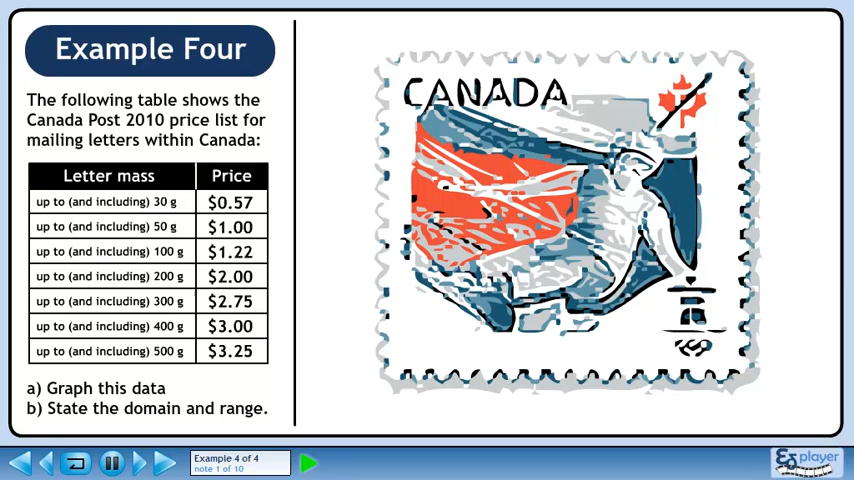 Example Four
The following table shows the
Canada Post 2010 price list for
mailing letters within Canada:
Letter mass Price
up to (and including) 30 g $0.57
up to (and including) 50 g $1.00
up to (and including) 100 g $1.22
up to (and including) 200 g $2.00
up to (and including) 300 g $2.75
up to (and including) 400 g $3.00
up to (and including) 500 g $3.25
a) Graph this data
b) State the domain and range.
CANADA
P
Example 4 of 4
note 1 of 10
player